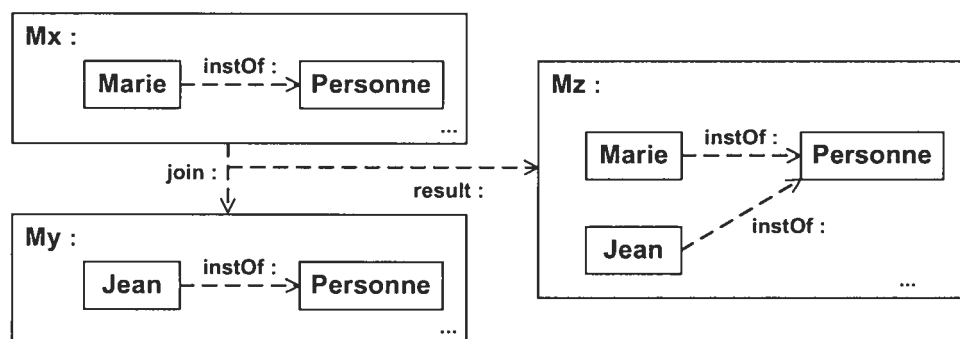 Mx :
instOf :
Marie
Personne
...
join :
result :
My :
instOf :
Jean
Personne
...
Mz :
instOf :
Marie
Personne
instOf :
Jean
...